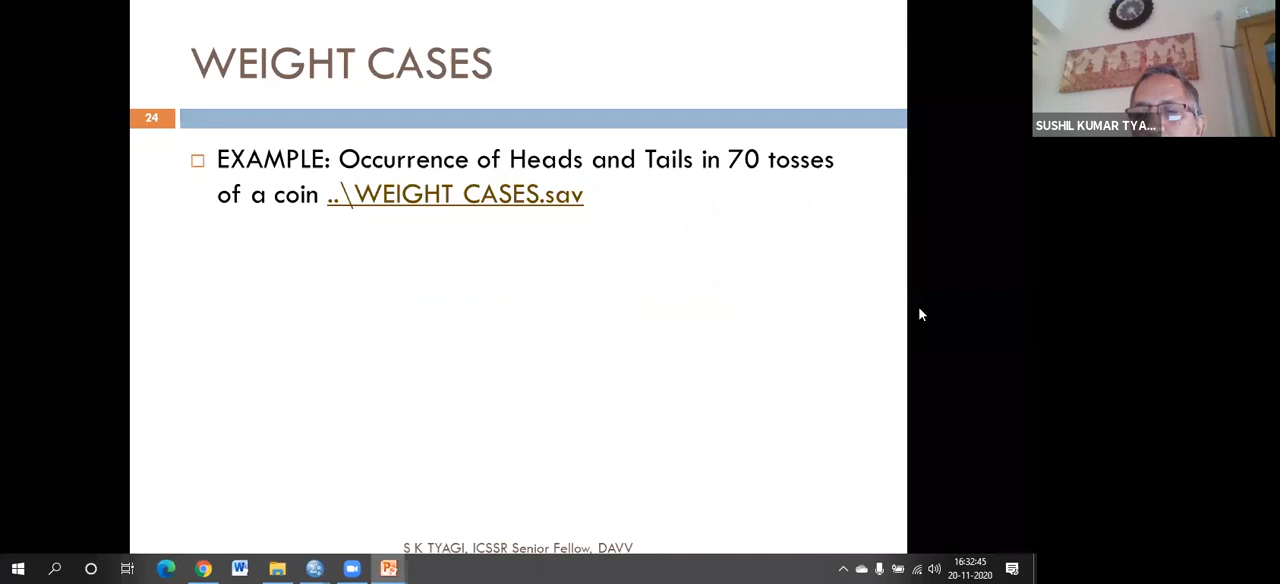 WEIGHT CASES
24
EXAMPLE: Occurrence of Heads and Tails in 70 tosses
of a coin ..\WEIGHT CASES.sav
S K TYAGI, ICSSR Senior Fellow, DAVV
SUSHIL KUMAR TYA...
16:32:45
20-11-2020